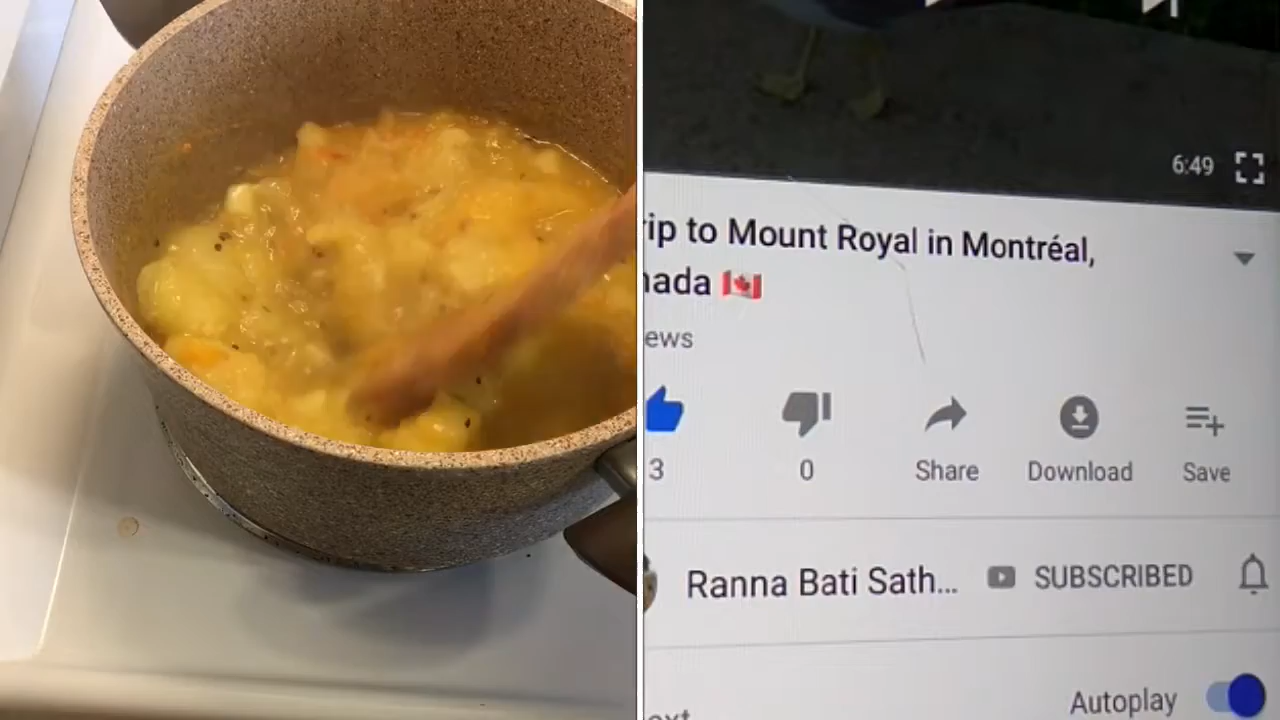 6:49
rip to Mount Royal in Montréal,
nada 🇨🇦
ews
3
0
Share
Download
Save
Ranna Bati Sath...
SUBSCRIBED
Autoplay
ext